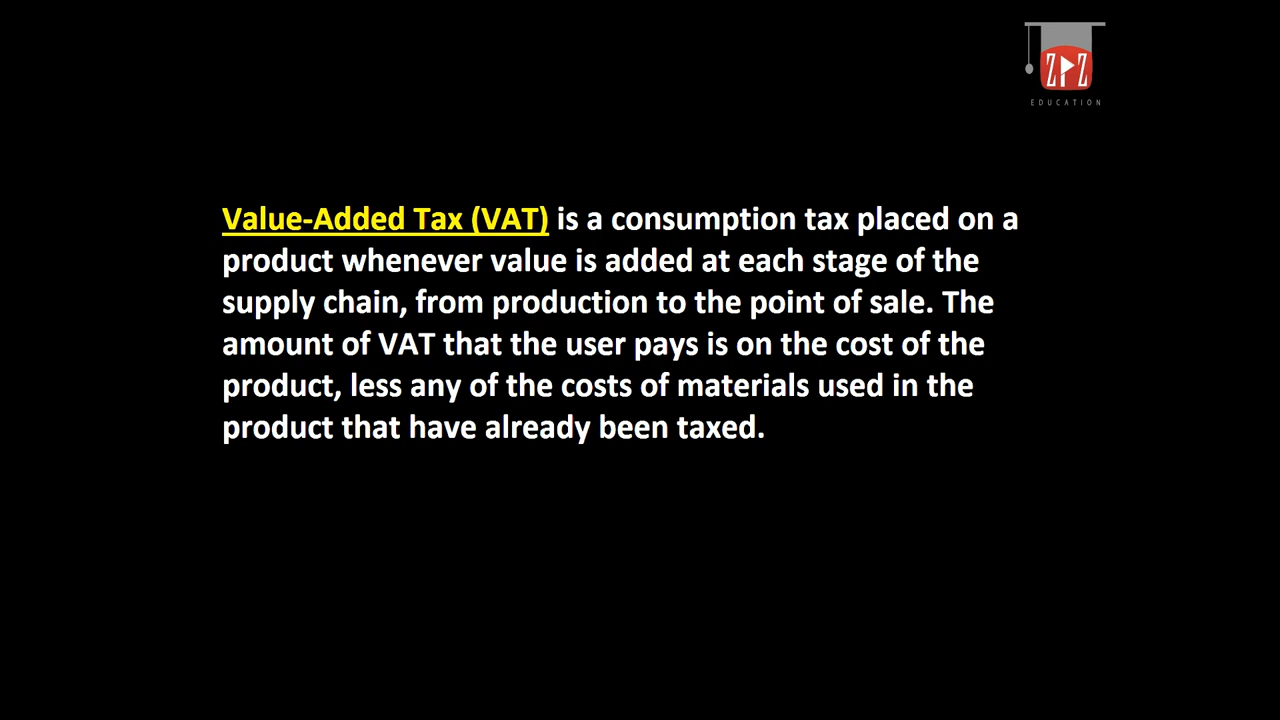 ZPZ
EDUCATION
Value-Added Tax (VAT) is a consumption tax placed on a
product whenever value is added at each stage of the
supply chain, from production to the point of sale. The
amount of VAT that the user pays is on the cost of the
product, less any of the costs of materials used in the
product that have already been taxed.